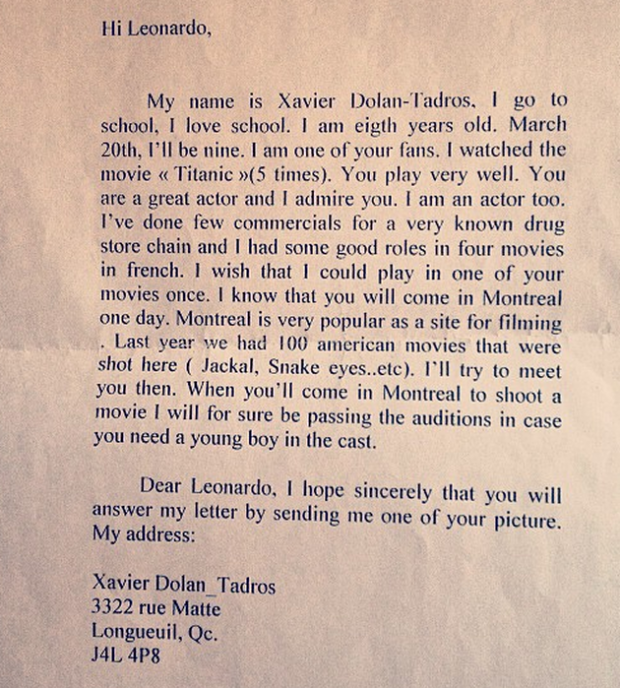 Hi Leonardo,
My name is Xavier Dolan-Tadros. I go to
school, I love school. I am eigth years old. March
20th, I'll be nine. I am one of your fans. I watched the
movie « Titanic »(5 times). You play very well. You
are a great actor and I admire you. I am an actor too.
I've done few commercials for a very known drug
store chain and I had some good roles in four movies
in french. I wish that I could play in one of your
movies once. I know that you will come in Montreal
one day. Montreal is very popular as a site for filming
. Last year we had 100 american movies that were
shot here ( Jackal, Snake eyes..etc). I'll try to meet
you then. When you'll come in Montreal to shoot a
movie I will for sure be passing the auditions in case
you need a young boy in the cast.
Dear Leonardo, I hope sincerely that you will
answer my letter by sending me one of your picture.
My address:
Xavier Dolan_Tadros
3322 rue Matte
Longueuil, Qc.
J4L 4P8